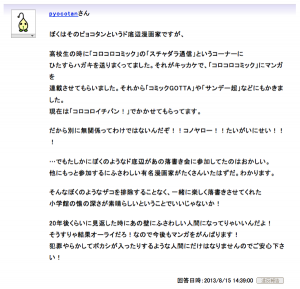 pyocotanさん
ぼくはそのピョコタンというド底辺漫画家ですが、
高校生の時に「コロコロコミック」の「スチャダラ通信」というコーナーに
ひたすらハガキを送りまくってました。それがキッカケで、「コロコロコミック」にマンガを
連載させてもらいました。それから「コミックGOTTA」や「サンデー超」などにもかきました。
現在は「コロコロイチバン!」でかかせてもらってます。
だから別に無関係ってわけではないんだぞ!!コノヤロー!!たいがいにせい!!!
…でもたしかにぼくのようなド底辺があの落書き会に参加してたのはおかしい。
他にもっと参加するにふさわしい有名漫画家がたくさんいたはずだ。わかります。
そんなぼくのようなザコを排除することなく、一緒に楽しく落書きさせてくれた
小学館の懐の深さが素晴らしいということでいいじゃないか!
20年後くらいに見返した時にあの壁にふさわしい人間になってりゃいいんだよ!
そうすりゃ結果オーライだろ!なので今後もマンガをがんばります!
犯罪やらかしてボカシが入ったりするような人間にだけはなりませんのでご安心下さい!
回答日時:2013/8/15 14:39:00